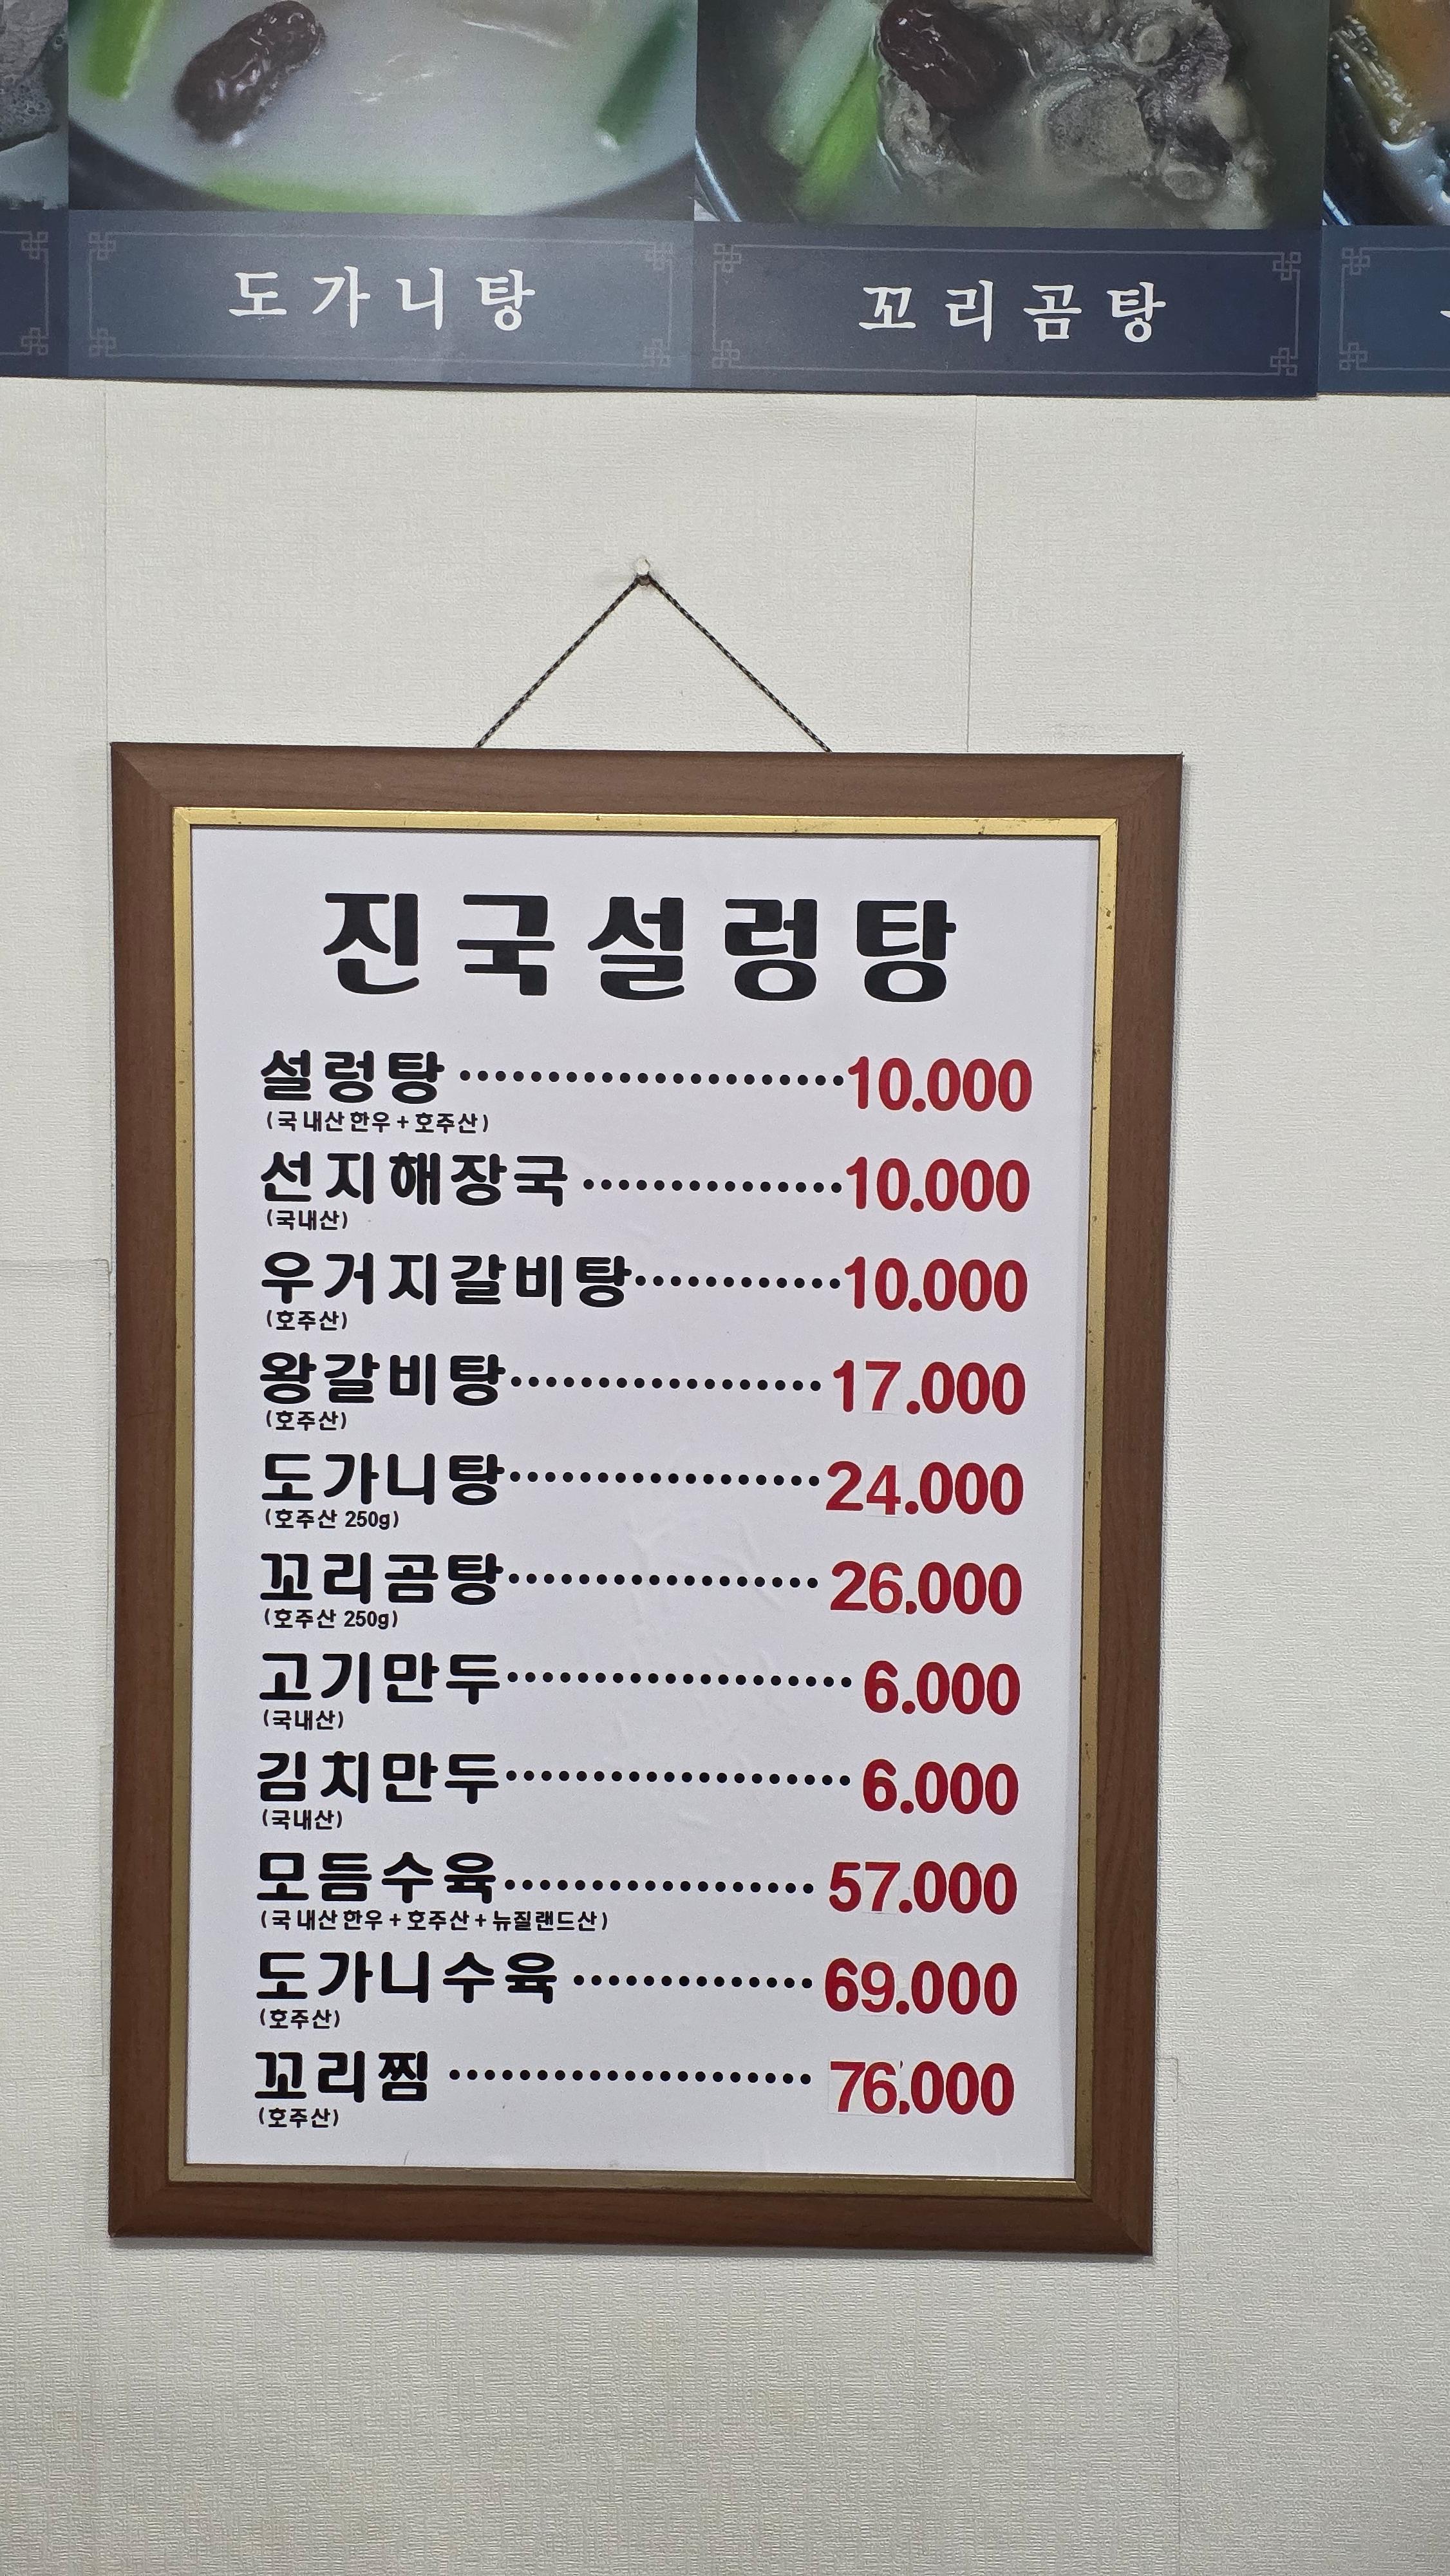 도가니탕
꼬리곰탕
진국설렁탕
설렁탕 ······················10.000
(국내산한우+호주산)
선지해장국 ···············10.000
(국내산)
우거지갈비탕············10.000
(호주산)
왕갈비탕·················· 17.000
(호주산)
도가니탕··················24.000
(호주산 250g)
꼬리곰탕·················· 26.000
(호주산 250g)
고기만두···················· 6.000
(국내산)
김치만두···················· 6.000
(국내산)
모듬수육·················· 57.000
(국내산한우+호주산+뉴질랜드산)
도가니수육 ·············· 69.000
(호주산)
꼬리찜 ····················· 76.000
(호주산)